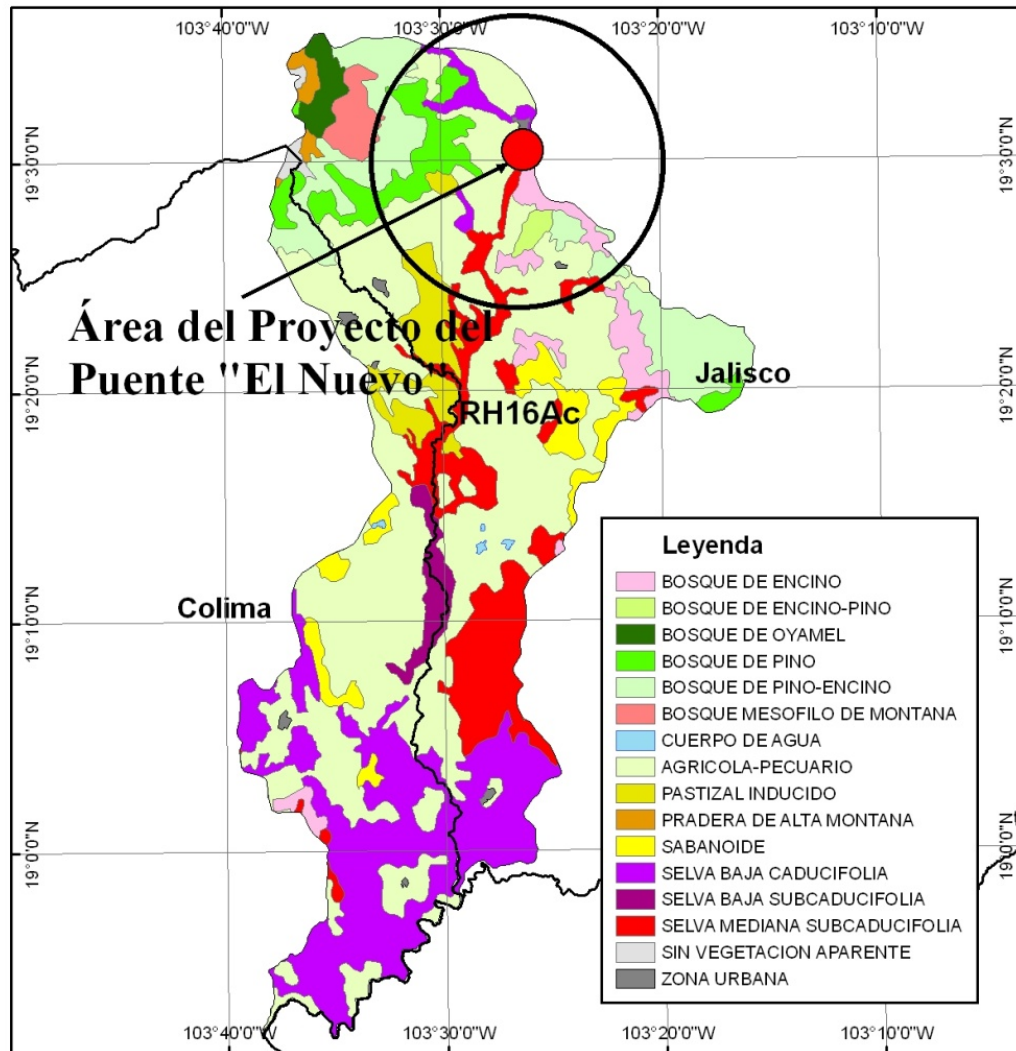 103°40'0"W
103°30'0"W
103°20'0"W
103°10'0"W
19°30'0"N
19°30'0"N
Área del Proyecto del
Puente "El Nuevo"
Jalisco
19°20'0"N
19°20'0"N
RH16Ac
Colima
19°10'0"N
19°10'0"N
Leyenda
BOSQUE DE ENCINO
BOSQUE DE ENCINO-PINO
BOSQUE DE OYAMEL
BOSQUE DE PINO
BOSQUE DE PINO-ENCINO
BOSQUE MESOFILO DE MONTANA
CUERPO DE AGUA
AGRICOLA-PECUARIO
PASTIZAL INDUCIDO
PRADERA DE ALTA MONTANA
SABANOIDE
SELVA BAJA CADUCIFOLIA
SELVA BAJA SUBCADUCIFOLIA
SELVA MEDIANA SUBCADUCIFOLIA
SIN VEGETACION APARENTE
ZONA URBANA
19°0'0"N
19°0'0"N
103°40'0"W
103°30'0"W
103°20'0"W
103°10'0"W